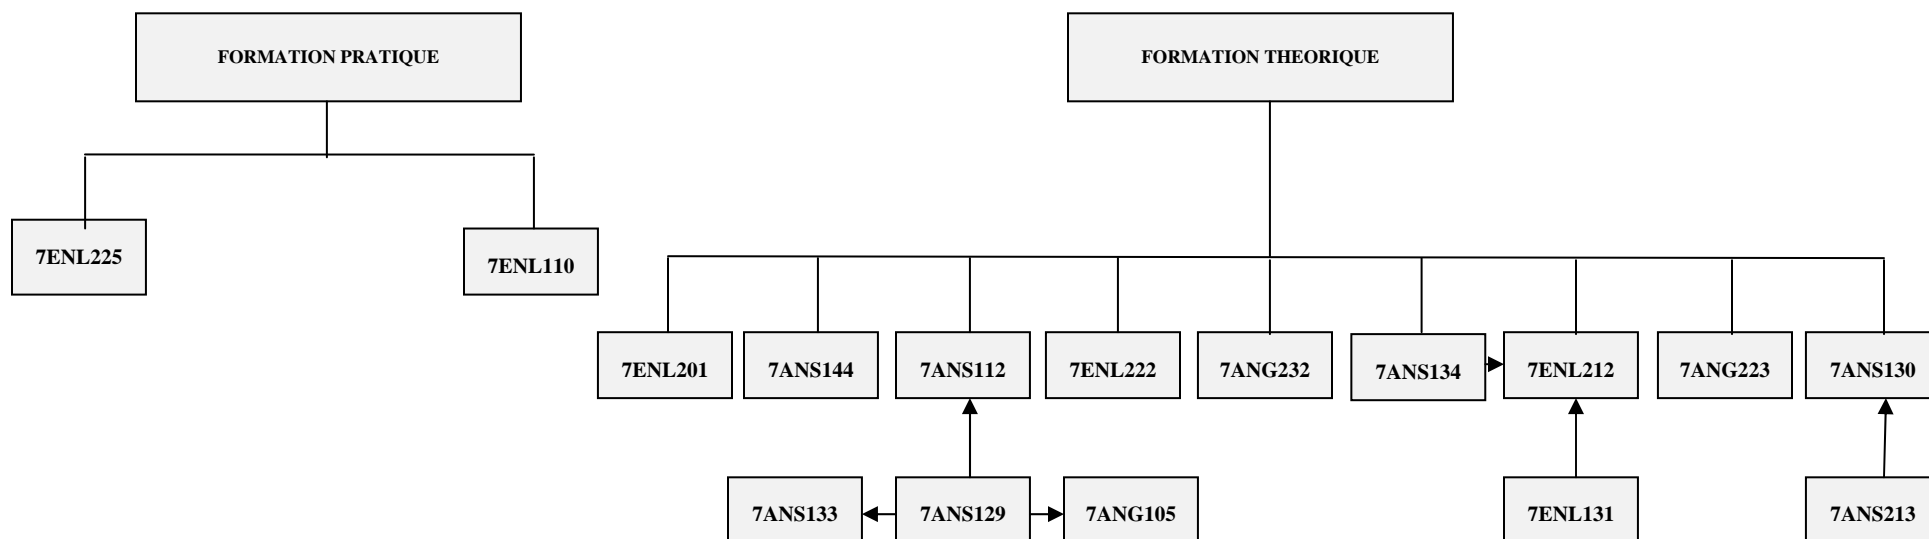 FORMATION PRATIQUE
FORMATION THEORIQUE
7ENL225
7ENL110
7ENL201
7ANS144
7ANS112
7ENL222
7ANG232
7ANS134
7ENL212
7ANG223
7ANS130
7ANS133
7ANS129
7ANG105
7ENL131
7ANS213